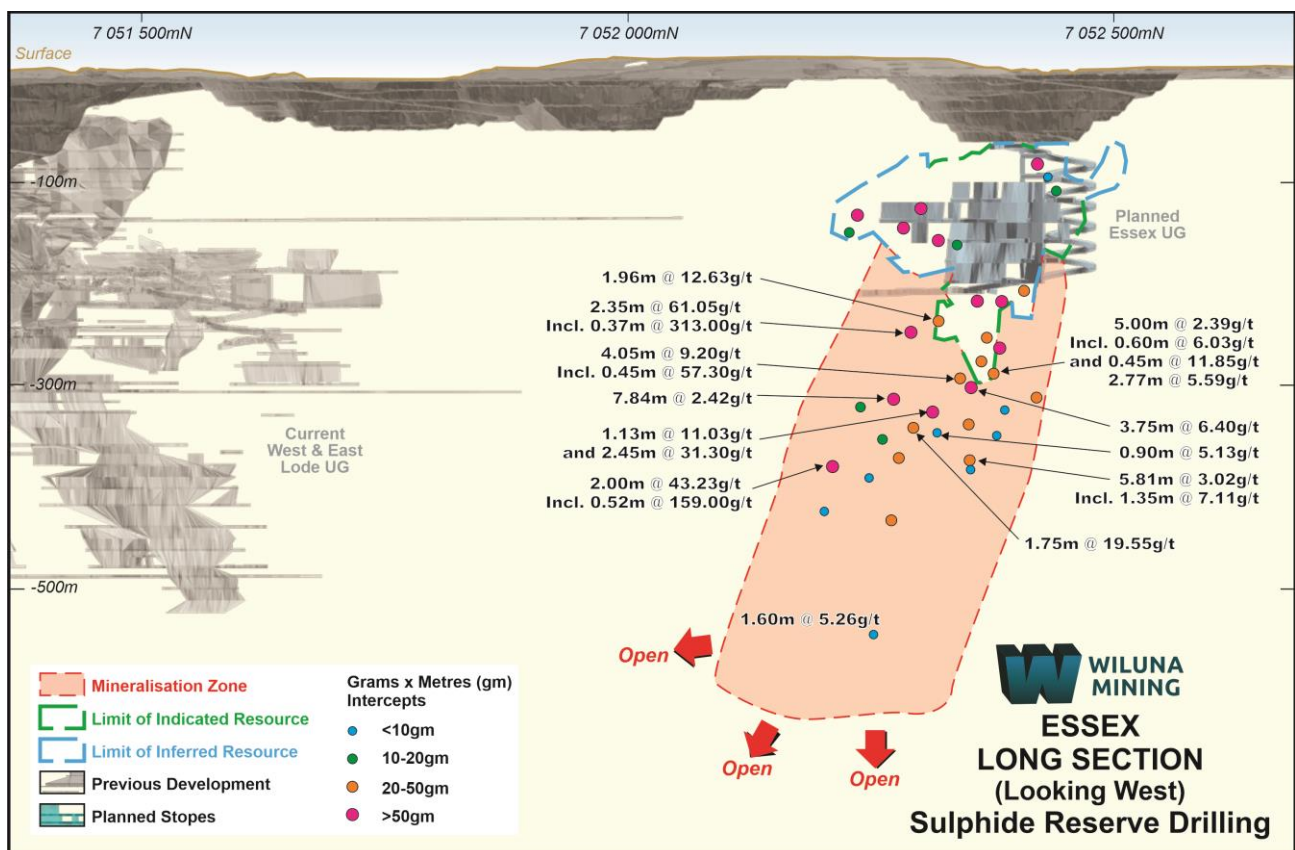 7 051 500mN
7 052 000mN
7 052 500mN
Surface
-100m
-300m
-500m
Planned
Essex UG
Current
West & East
Lode UG
1.96m @ 12.63g/t
2.35m @ 61.05g/t
Incl. 0.37m @ 313.00g/t
4.05m @ 9.20g/t
Incl. 0.45m @ 57.30g/t
7.84m @ 2.42g/t
1.13m @ 11.03g/t
and 2.45m @ 31.30g/t
2.00m @ 43.23g/t
Incl. 0.52m @ 159.00g/t
5.00m @ 2.39g/t
Incl. 0.60m @ 6.03g/t
and 0.45m @ 11.85g/t
2.77m @ 5.59g/t
3.75m @ 6.40g/t
0.90m @ 5.13g/t
5.81m @ 3.02g/t
Incl. 1.35m @ 7.11g/t
1.75m @ 19.55g/t
1.60m @ 5.26g/t
Open
Open
Open
Mineralisation Zone
Limit of Indicated Resource
Limit of Inferred Resource
Previous Development
Planned Stopes
Grams x Metres (gm)
Intercepts
<10gm
10-20gm
20-50gm
>50gm
WILUNA
MINING
ESSEX
LONG SECTION
(Looking West)
Sulphide Reserve Drilling